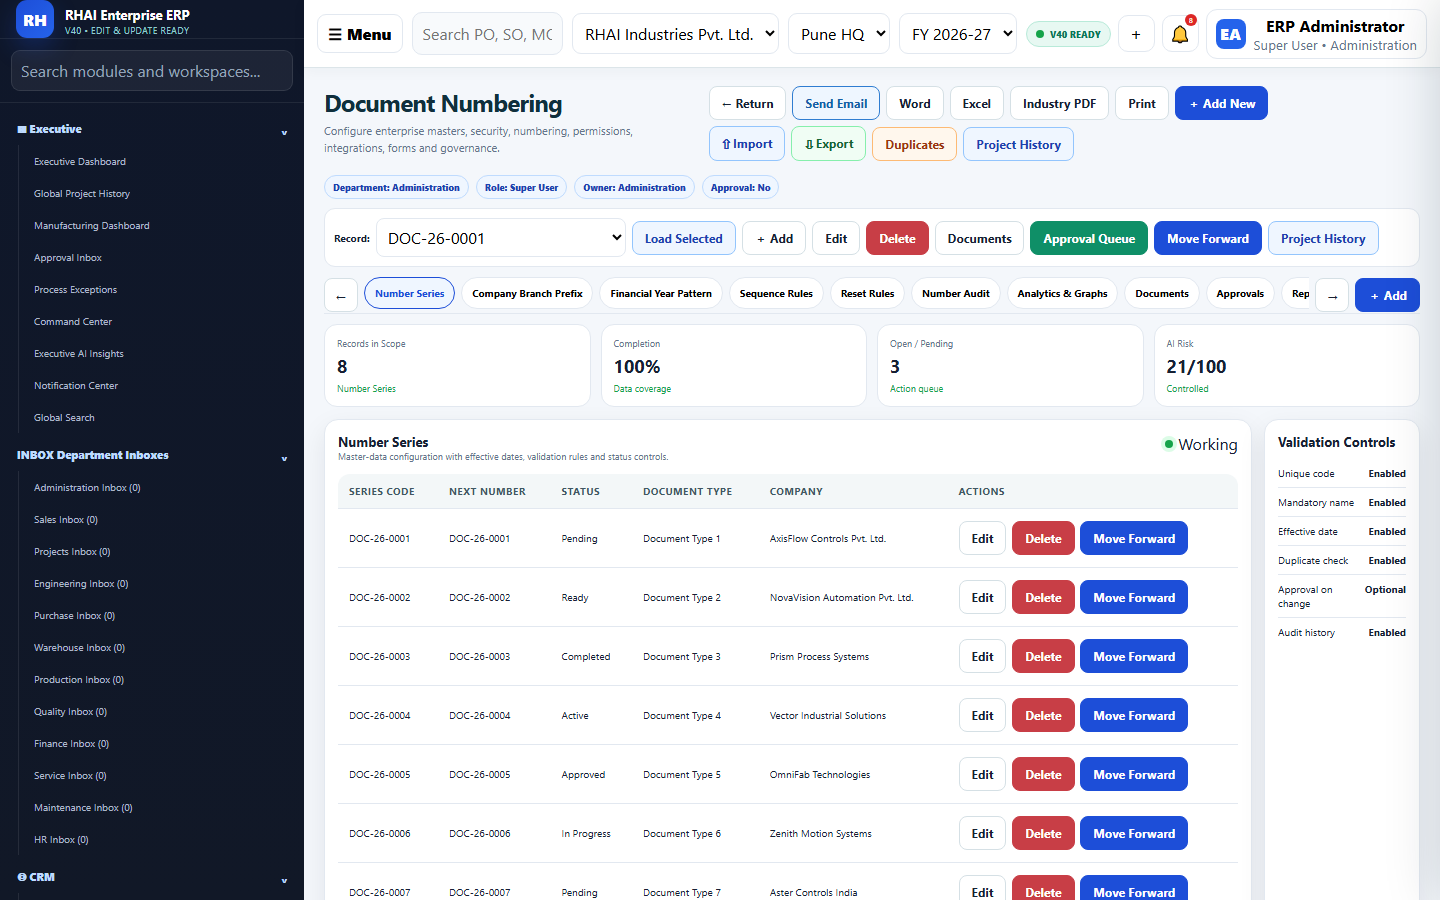 RH
RHAI Enterprise ERP
V40 • EDIT & UPDATE READY
Search modules and workspaces...
Executive
Executive Dashboard
Global Project History
Manufacturing Dashboard
Approval Inbox
Process Exceptions
Command Center
Executive AI Insights
Notification Center
Global Search
INBOX Department Inboxes
Administration Inbox (0)
Sales Inbox (0)
Projects Inbox (0)
Engineering Inbox (0)
Purchase Inbox (0)
Warehouse Inbox (0)
Production Inbox (0)
Quality Inbox (0)
Finance Inbox (0)
Service Inbox (0)
Maintenance Inbox (0)
HR Inbox (0)
CRM
☰ Menu
Search PO, SO, MO
RHAI Industries Pvt. Ltd.
Pune HQ
FY 2026-27
V40 READY
+
8
EA
ERP Administrator
Super User • Administration
Document Numbering
Configure enterprise masters, security, numbering, permissions,
integrations, forms and governance.
← Return
Send Email
Word
Excel
Industry PDF
Print
+ Add New
⇧ Import
⇩ Export
Duplicates
Project History
Department: Administration
Role: Super User
Owner: Administration
Approval: No
Record:
DOC-26-0001
Load Selected
+ Add
Edit
Delete
Documents
Approval Queue
Move Forward
Project History
←
Number Series
Company Branch Prefix
Financial Year Pattern
Sequence Rules
Reset Rules
Number Audit
Analytics & Graphs
Documents
Approvals
Rep
→
+ Add
Records in Scope
8
Number Series
Completion
100%
Data coverage
Open / Pending
3
Action queue
AI Risk
21/100
Controlled
Number Series
Master-data configuration with effective dates, validation rules and status controls.
Working
SERIES CODE NEXT NUMBER STATUS DOCUMENT TYPE COMPANY ACTIONS
DOC-26-0001 DOC-26-0001 Pending Document Type 1 AxisFlow Controls Pvt. Ltd. Edit Delete Move Forward
DOC-26-0002 DOC-26-0002 Ready Document Type 2 NovaVision Automation Pvt. Ltd. Edit Delete Move Forward
DOC-26-0003 DOC-26-0003 Completed Document Type 3 Prism Process Systems Edit Delete Move Forward
DOC-26-0004 DOC-26-0004 Active Document Type 4 Vector Industrial Solutions Edit Delete Move Forward
DOC-26-0005 DOC-26-0005 Approved Document Type 5 OmniFab Technologies Edit Delete Move Forward
DOC-26-0006 DOC-26-0006 In Progress Document Type 6 Zenith Motion Systems Edit Delete Move Forward
DOC-26-0007 DOC-26-0007 Pending Document Type 7 Aster Controls India Edit Delete Move Forward
Validation Controls
Unique code Enabled
Mandatory name Enabled
Effective date Enabled
Duplicate check Enabled
Approval on change Optional
Audit history Enabled